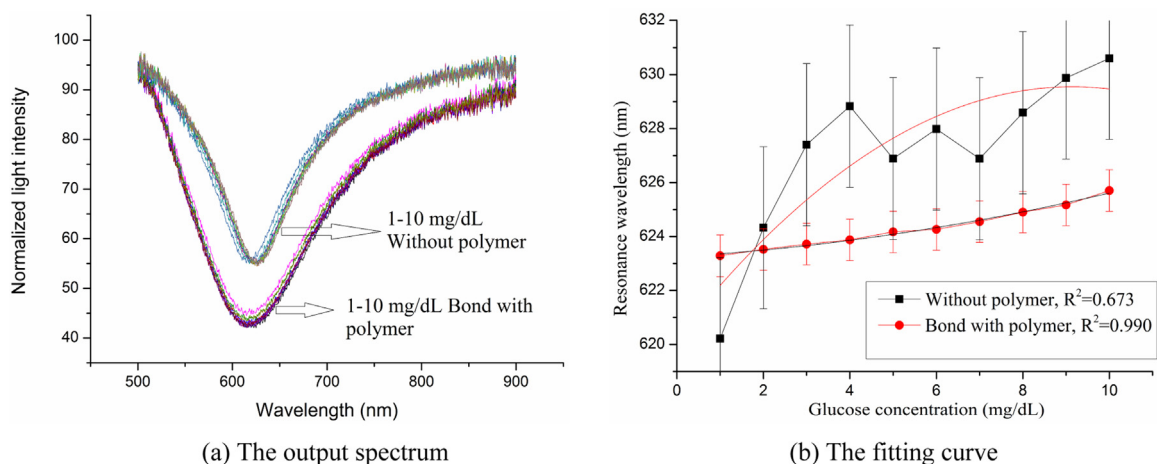 100
90
80
70
60
50
40
Normalized light intensity
1-10 mg/dL
Without polymer
1-10 mg/dL Bond with
polymer
500 600 700 800 900
Wavelength (nm)
(a) The output spectrum
632
630
628
626
624
622
620
Resonance wavelength (nm)
Without polymer, R²=0.673
Bond with polymer, R²=0.990
0 2 4 6 8 10
Glucose concentration (mg/dL)
(b) The fitting curve